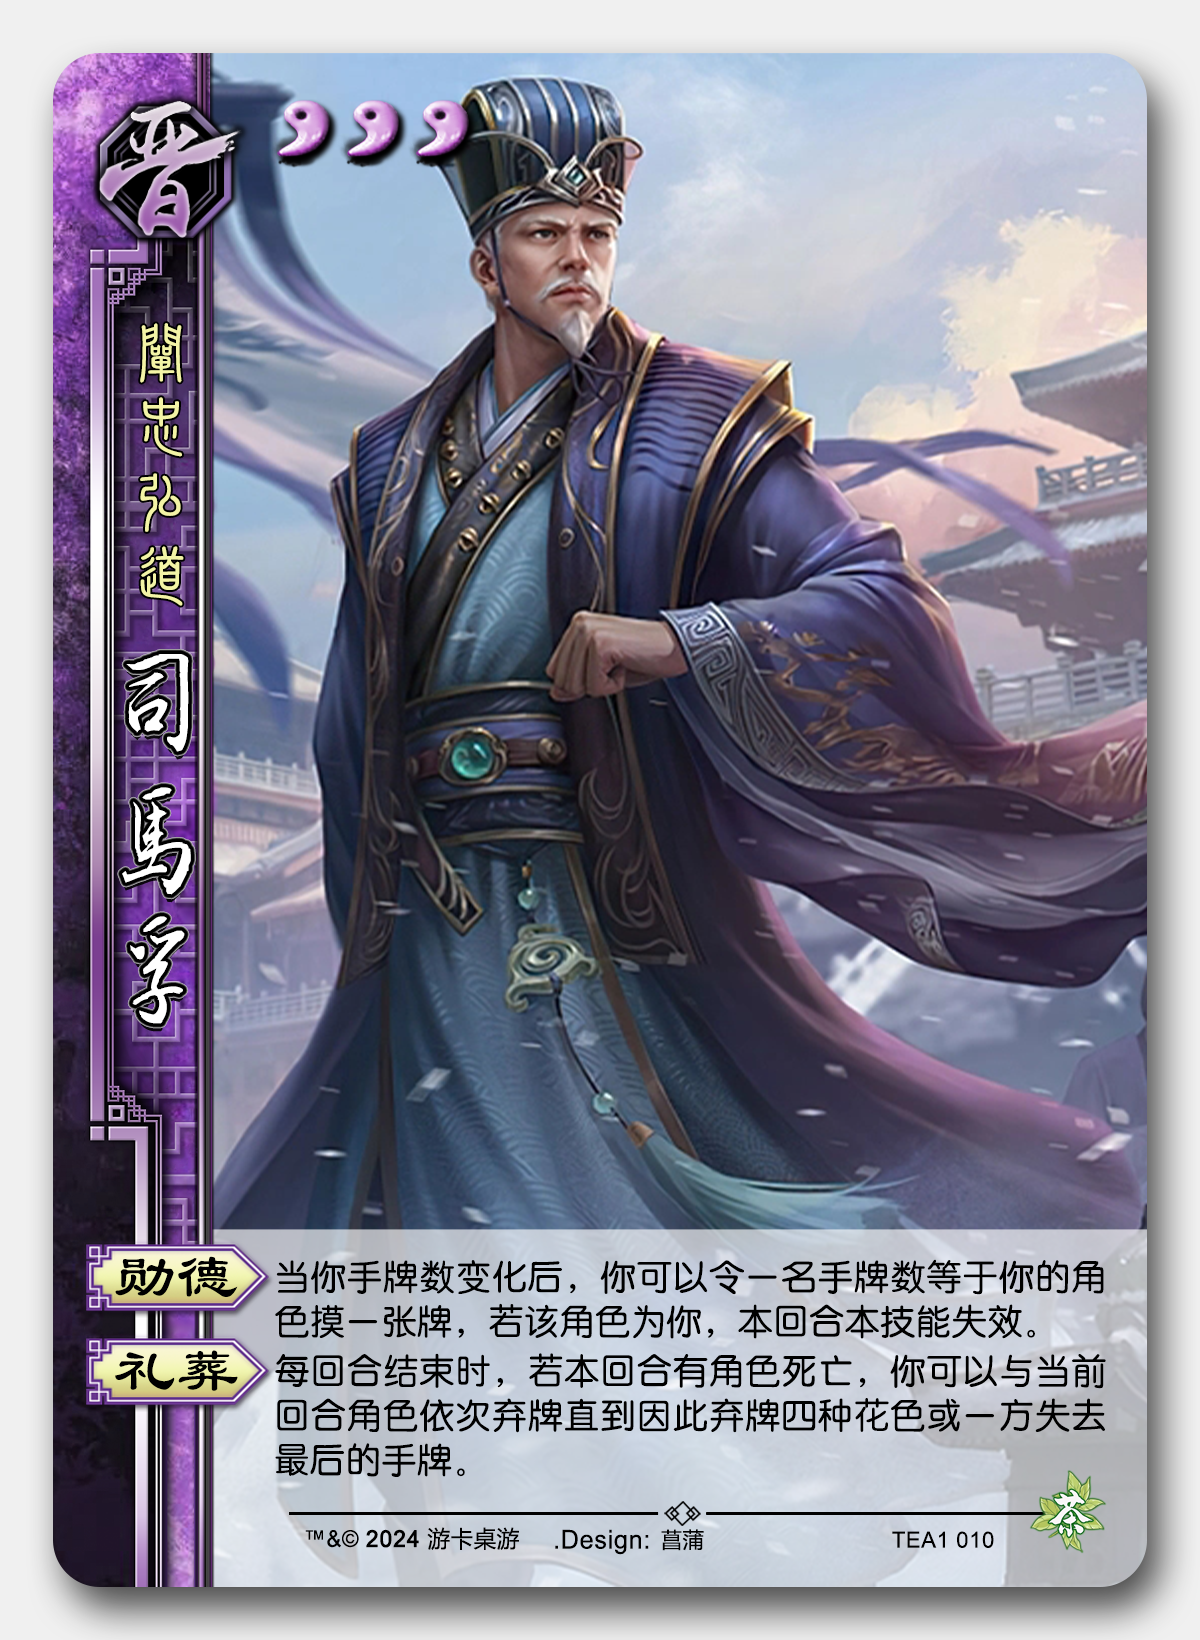 晋
闡忠弘道
司馬孚
勋德
当你手牌数变化后，你可以令一名手牌数等于你的角
色摸一张牌，若该角色为你，本回合本技能失效。
礼葬
每回合结束时，若本回合有角色死亡，你可以与当前
回合角色依次弃牌直到因此弃牌四种花色或一方失去
最后的手牌。
™&© 2024 游卡桌游 .Design: 菖蒲
TEA1 010
茶